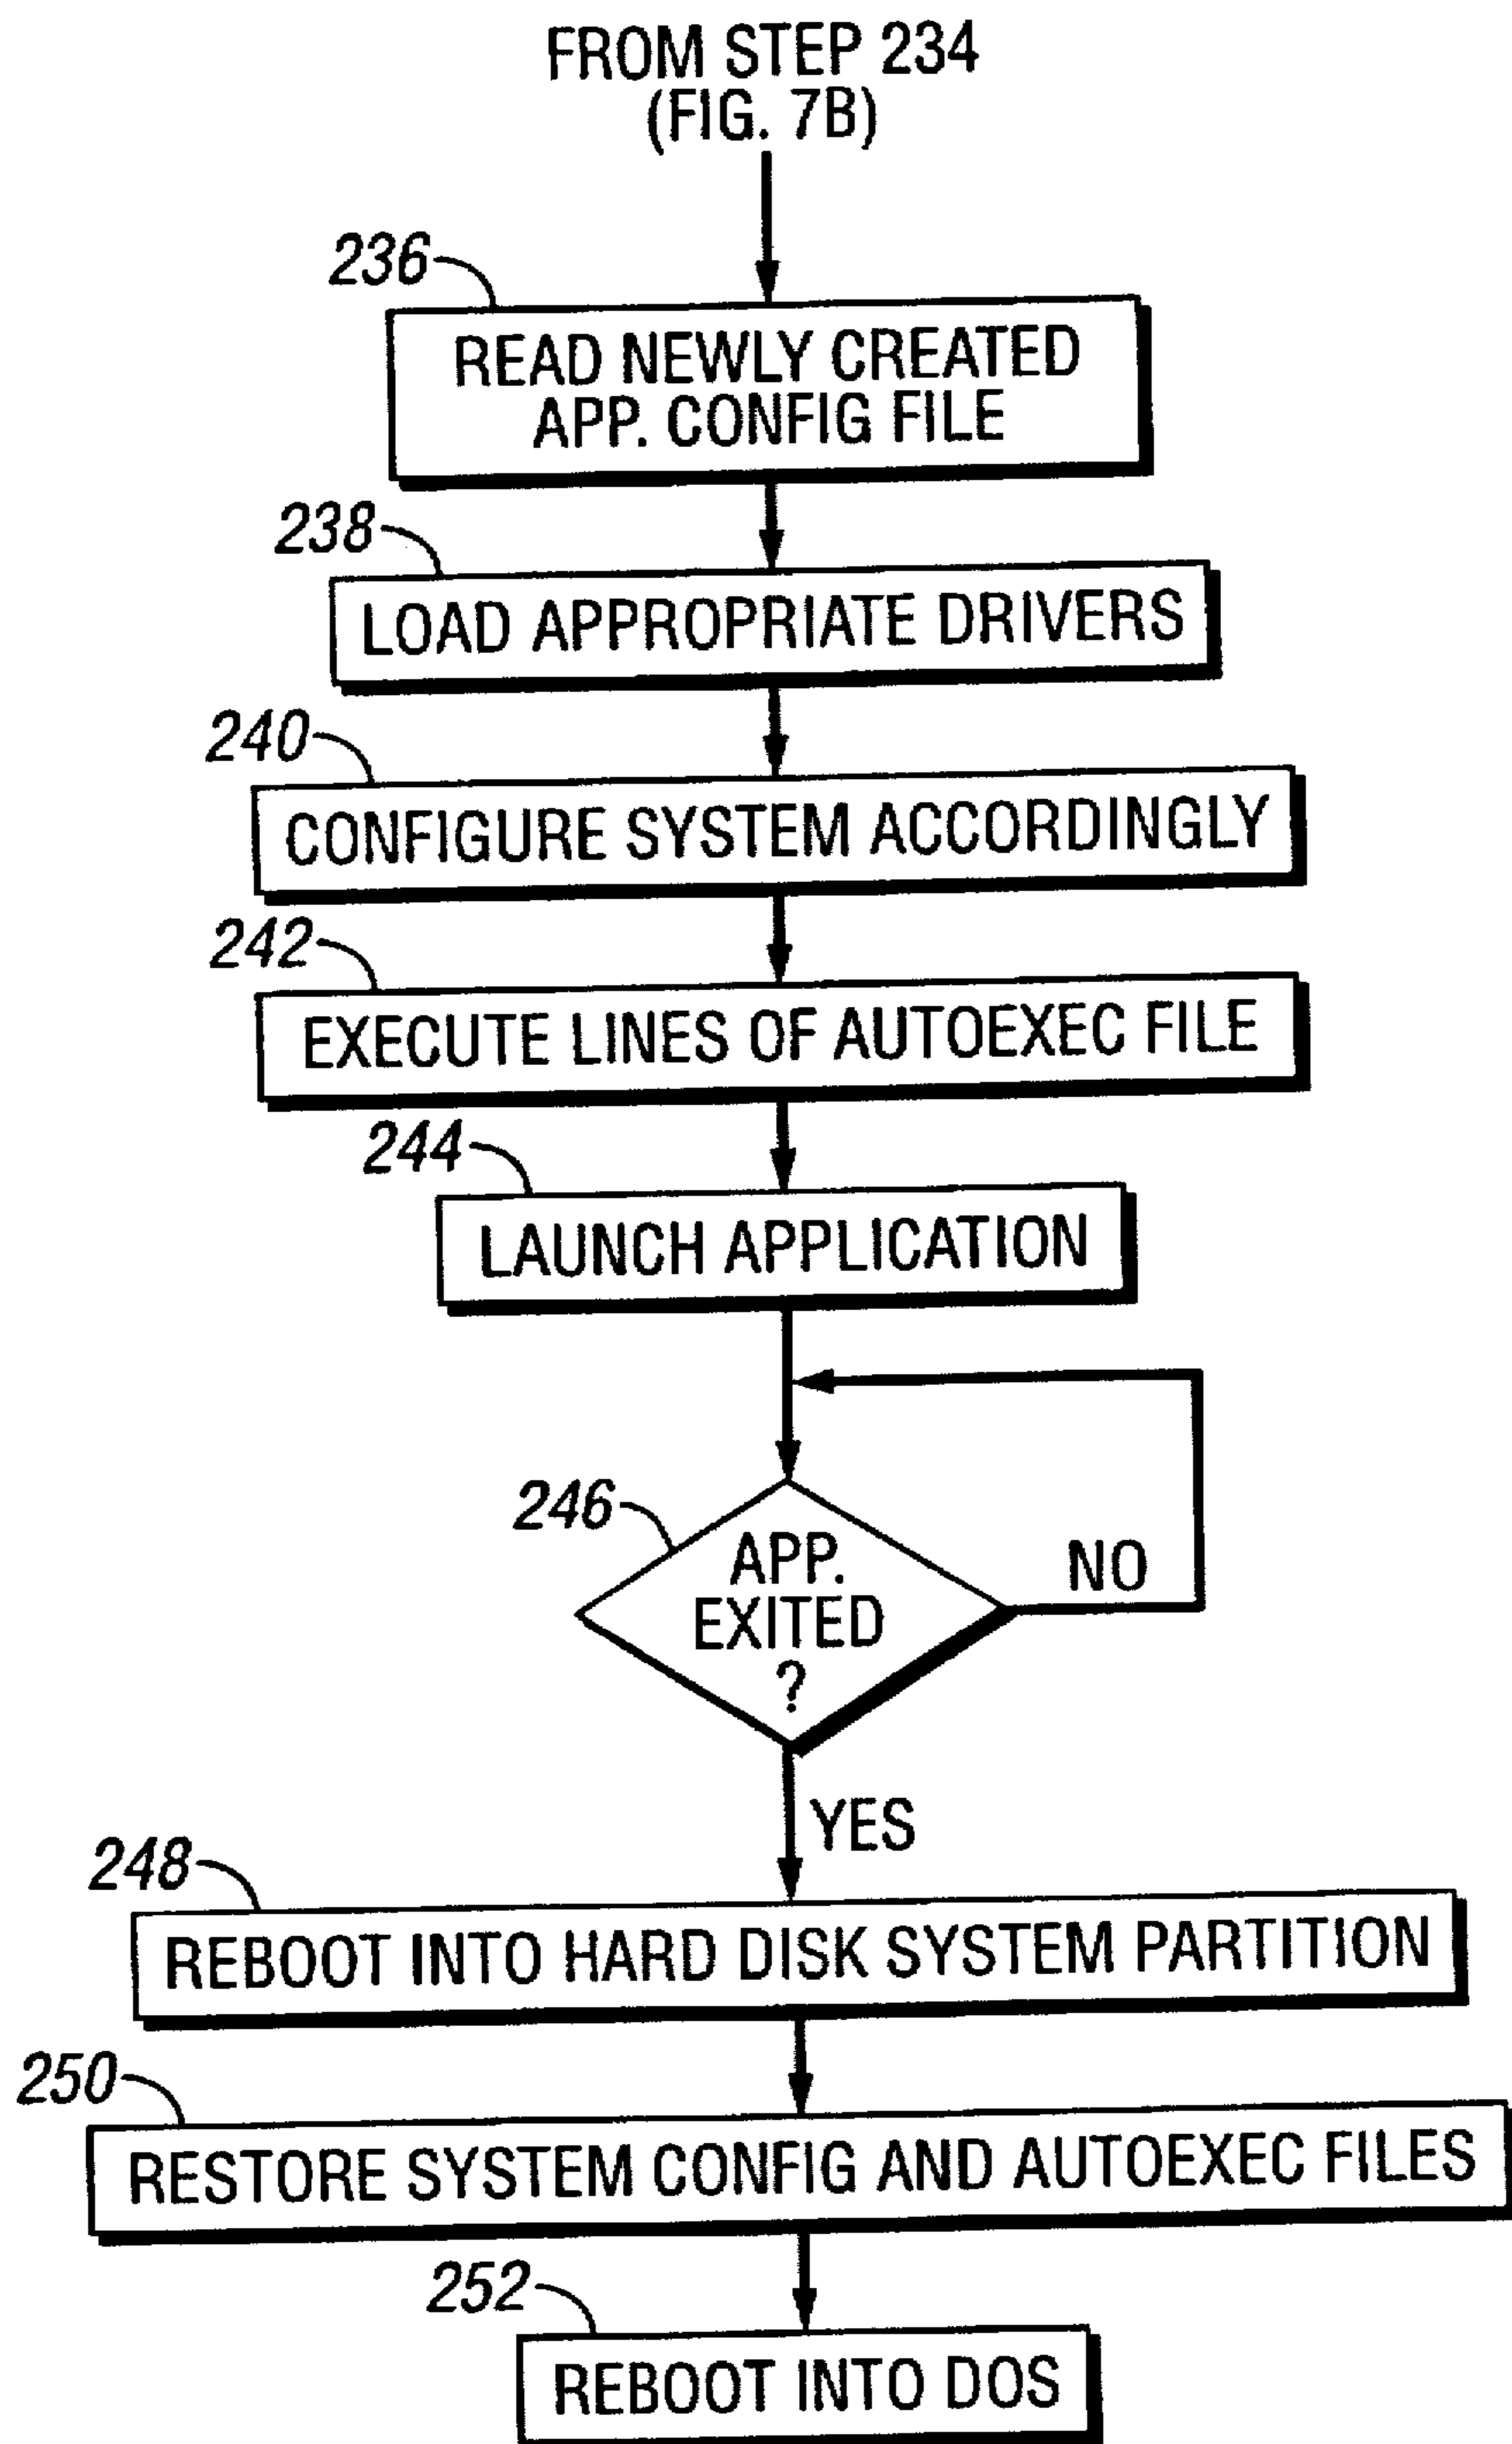 FROM STEP 234
(FIG. 7B)
236
READ NEWLY CREATED
APP. CONFIG FILE
238
LOAD APPROPRIATE DRIVERS
240
CONFIGURE SYSTEM ACCORDINGLY
242
EXECUTE LINES OF AUTOEXEC FILE
244
LAUNCH APPLICATION
246
APP.
EXITED
?
NO
YES
248
REBOOT INTO HARD DISK SYSTEM PARTITION
250
RESTORE SYSTEM CONFIG AND AUTOEXEC FILES
252
REBOOT INTO DOS